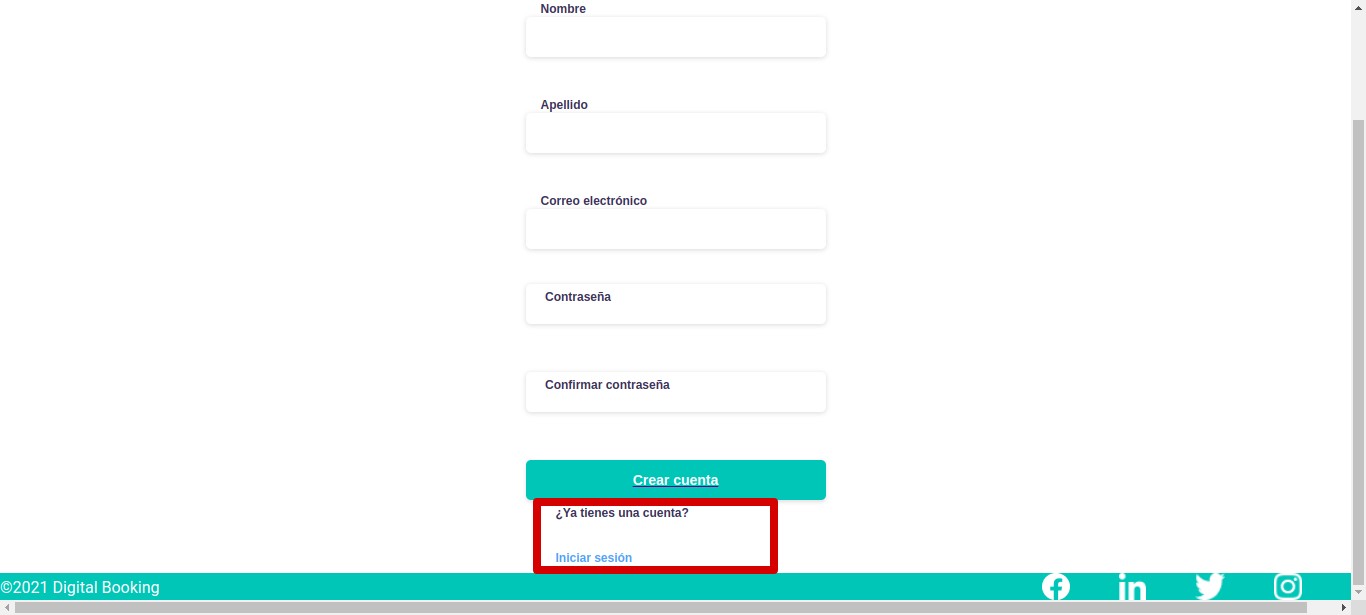 Nombre
Apellido
Correo electrónico
Contraseña
Confirmar contraseña
Crear cuenta
¿Ya tienes una cuenta?
Iniciar sesión
©2021 Digital Booking